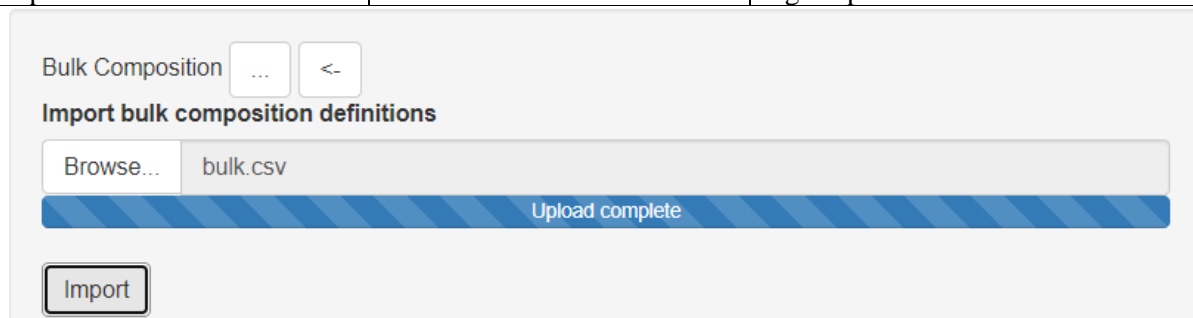 Bulk Composition ... <-
Import bulk composition definitions
Browse... bulk.csv
Upload complete
Import